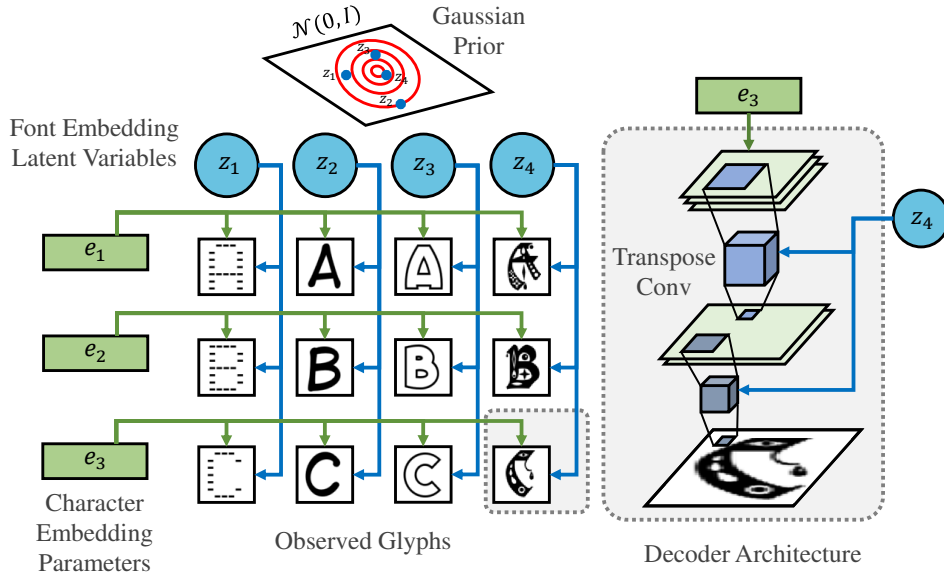 𝒩(0, I)
Gaussian
Prior
z₃
z₁
z₄
z₂
Font Embedding
Latent Variables
z₁ z₂ z₃ z₄
e₃
z₄
e₁
A A A A
Transpose
Conv
e₂
B B B B
e₃
C C C C
Character
Embedding
Parameters
Observed Glyphs
Decoder Architecture